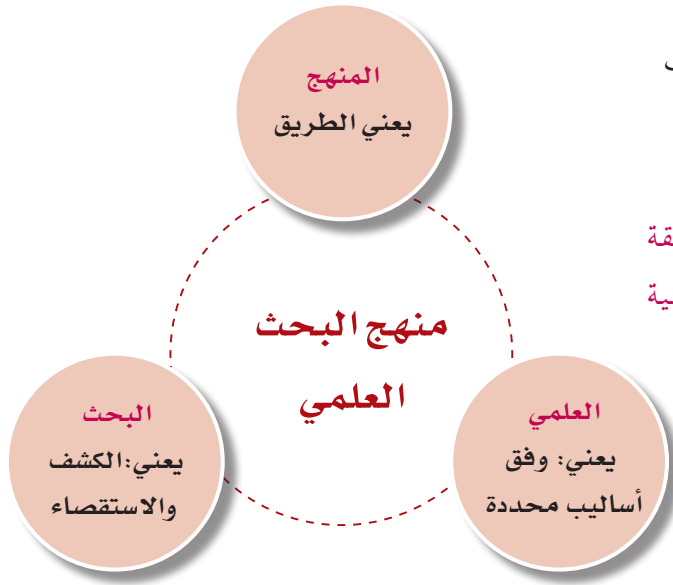 المنهج
يعني الطريق
منهج البحث
العلمي
العلمي
يعني: وفق
أساليب محددة
البحث
يعني:الكشف
والاستقصاء